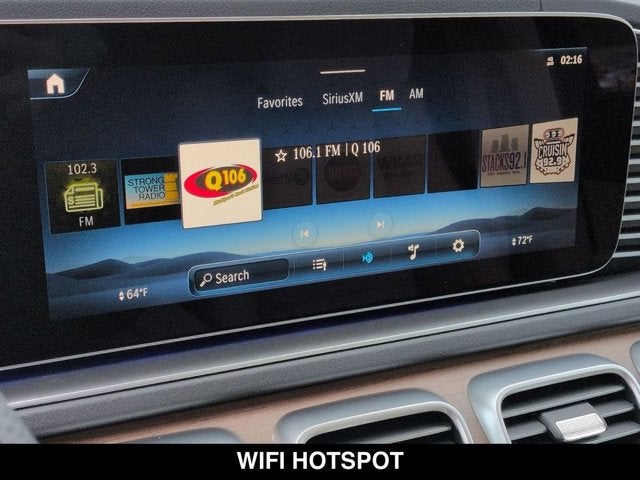 02:16
Favorites SiriusXM FM AM
102.3
FM
STRONG TOWER RADIO
Q106
106.1 FM | Q 106
STACKS92.1
CRUISIN' 92.9
Search
64°F
72°F
WIFI HOTSPOT